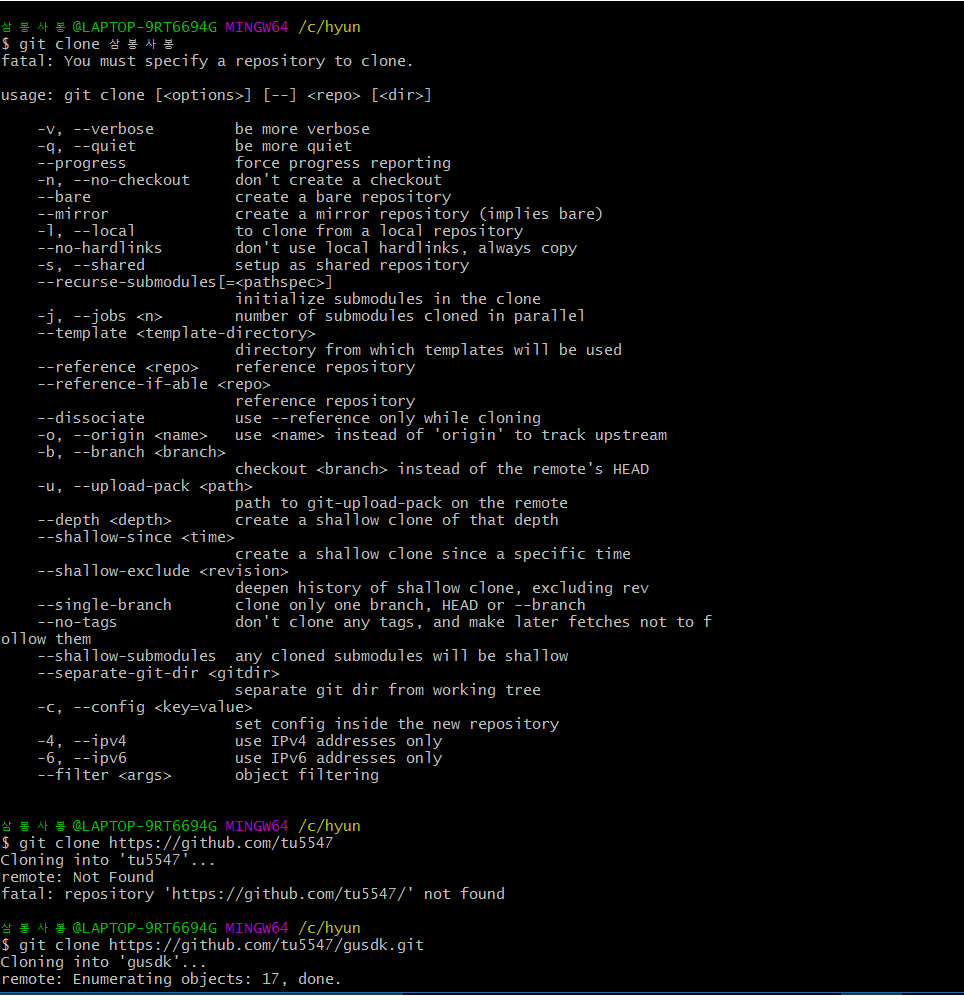 삼봉사봉@LAPTOP-9RT6694G MINGW64 /c/hyun
$ git clone 삼봉사봉
fatal: You must specify a repository to clone.
usage: git clone [<options>] [--] <repo> [<dir>]
-v, --verbose be more verbose
-q, --quiet be more quiet
--progress force progress reporting
-n, --no-checkout don't create a checkout
--bare create a bare repository
--mirror create a mirror repository (implies bare)
-l, --local to clone from a local repository
--no-hardlinks don't use local hardlinks, always copy
-s, --shared setup as shared repository
--recurse-submodules[=<pathspec>]
initialize submodules in the clone
-j, --jobs <n> number of submodules cloned in parallel
--template <template-directory>
directory from which templates will be used
--reference <repo> reference repository
--reference-if-able <repo>
reference repository
--dissociate use --reference only while cloning
-o, --origin <name> use <name> instead of 'origin' to track upstream
-b, --branch <branch>
checkout <branch> instead of the remote's HEAD
-u, --upload-pack <path>
path to git-upload-pack on the remote
--depth <depth> create a shallow clone of that depth
--shallow-since <time>
create a shallow clone since a specific time
--shallow-exclude <revision>
deepen history of shallow clone, excluding rev
--single-branch clone only one branch, HEAD or --branch
--no-tags don't clone any tags, and make later fetches not to f
ollow them
--shallow-submodules any cloned submodules will be shallow
--separate-git-dir <gitdir>
separate git dir from working tree
-c, --config <key=value>
set config inside the new repository
-4, --ipv4 use IPv4 addresses only
-6, --ipv6 use IPv6 addresses only
--filter <args> object filtering
삼봉사봉@LAPTOP-9RT6694G MINGW64 /c/hyun
$ git clone https://github.com/tu5547
Cloning into 'tu5547'...
remote: Not Found
fatal: repository 'https://github.com/tu5547/' not found
삼봉사봉@LAPTOP-9RT6694G MINGW64 /c/hyun
$ git clone https://github.com/tu5547/gusdk.git
Cloning into 'gusdk'...
remote: Enumerating objects: 17, done.